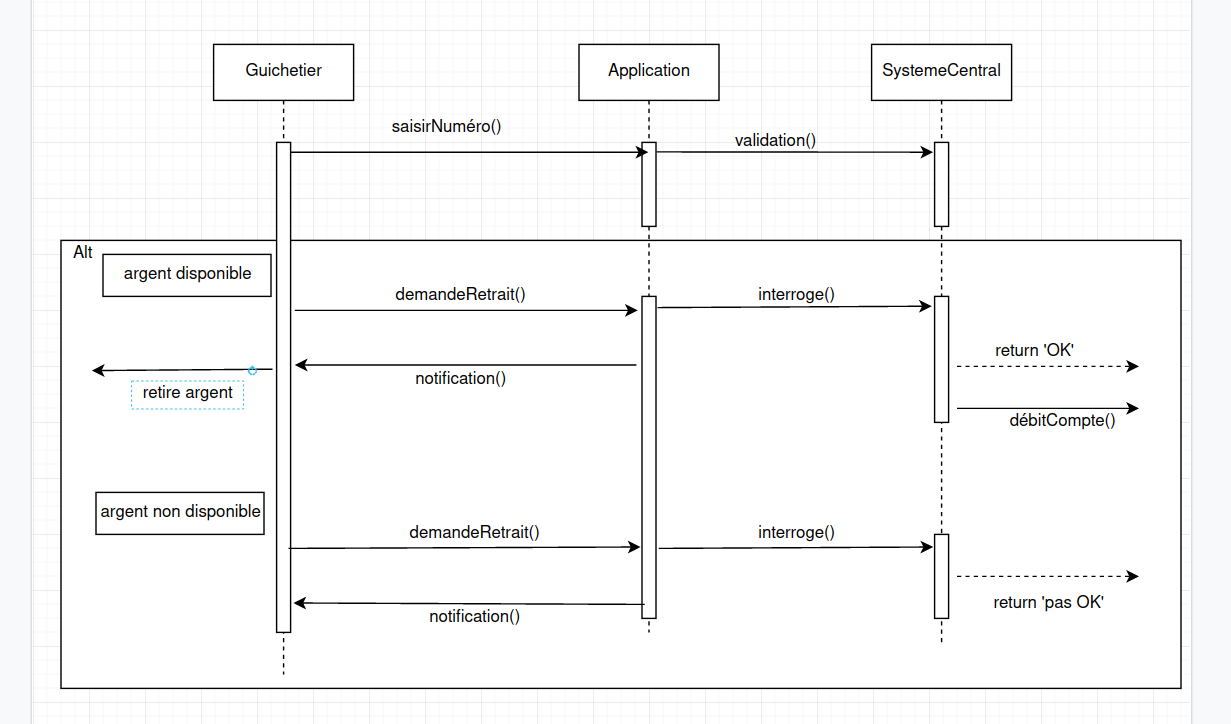 Guichetier
Application
SystemeCentral
saisirNuméro()
validation()
Alt
argent disponible
demandeRetrait()
interroge()
return 'OK'
notification()
retire argent
débitCompte()
argent non disponible
demandeRetrait()
interroge()
return 'pas OK'
notification()